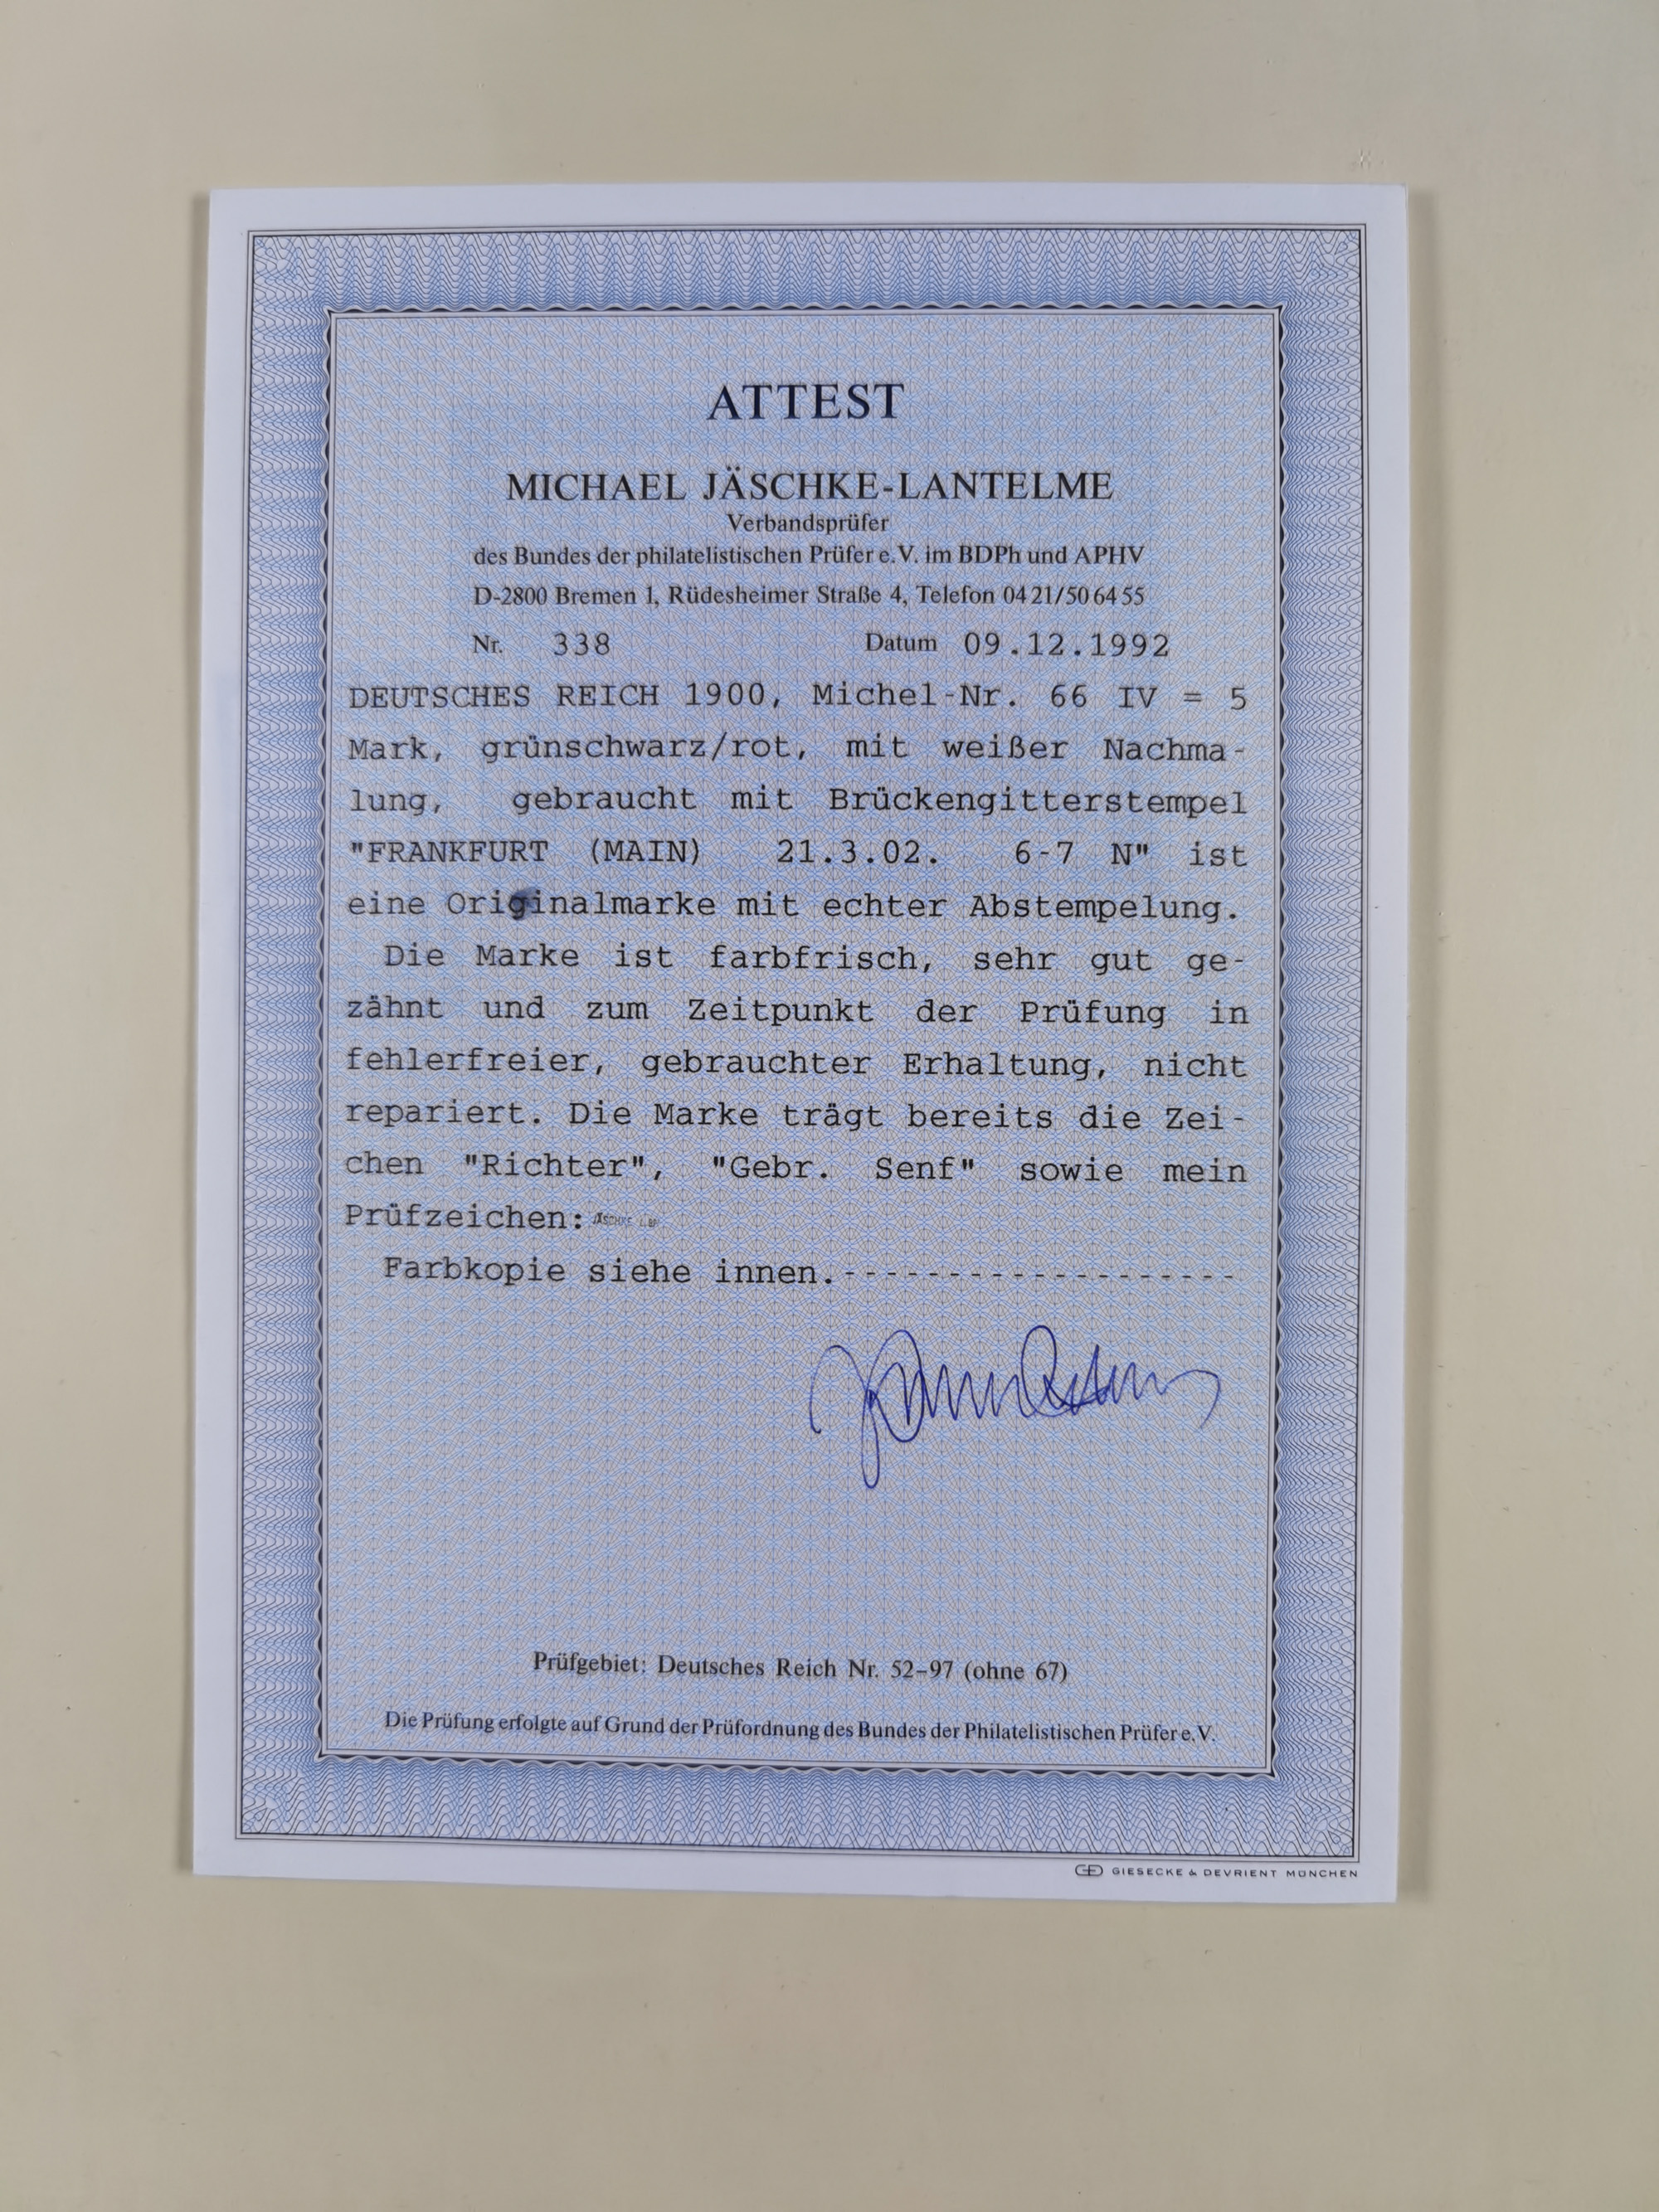 ATTEST
MICHAEL JÄSCHKE-LANTELME
Verbandsprüfer
des Bundes der philatelistischen Prüfer e.V. im BDPh und APHV
D-2800 Bremen 1, Rüdesheimer Straße 4, Telefon 04 21/50 64 55
Nr. 338 Datum 09.12.1992
DEUTSCHES REICH 1900, Michel-Nr. 66 IV = 5
Mark, grünschwarz/rot, mit weißer Nachma-
lung, gebraucht mit Brückengitterstempel
"FRANKFURT (MAIN) 21.3.02. 6-7 N" ist
eine Originalmarke mit echter Abstempelung.
Die Marke ist farbfrisch, sehr gut ge-
zähnt und zum Zeitpunkt der Prüfung in
fehlerfreier, gebrauchter Erhaltung, nicht
repariert. Die Marke trägt bereits die Zei-
chen "Richter", "Gebr. Senf" sowie mein
Prüfzeichen:
Farbkopie siehe innen.-------------------
Prüfgebiet: Deutsches Reich Nr. 52–97 (ohne 67)
Die Prüfung erfolgte auf Grund der Prüfordnung des Bundes der Philatelistischen Prüfer e.V.
GIESECKE & DEVRIENT MÜNCHEN